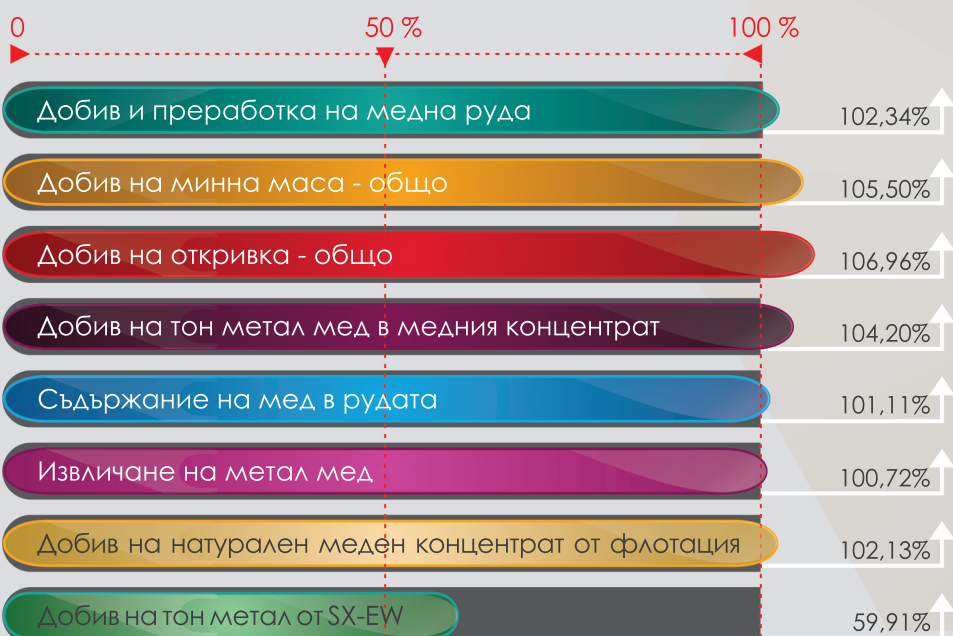 0 50 % 100 %
Добив и преработка на медна руда 102,34%
Добив на минна маса - общо 105,50%
Добив на откривка - общо 106,96%
Добив на тон метал мед в медния концентрат 104,20%
Съдържание на мед в рудата 101,11%
Извличане на метал мед 100,72%
Добив на натурален меден концентрат от флотация 102,13%
Добив на тон метал от SX-EW 59,91%